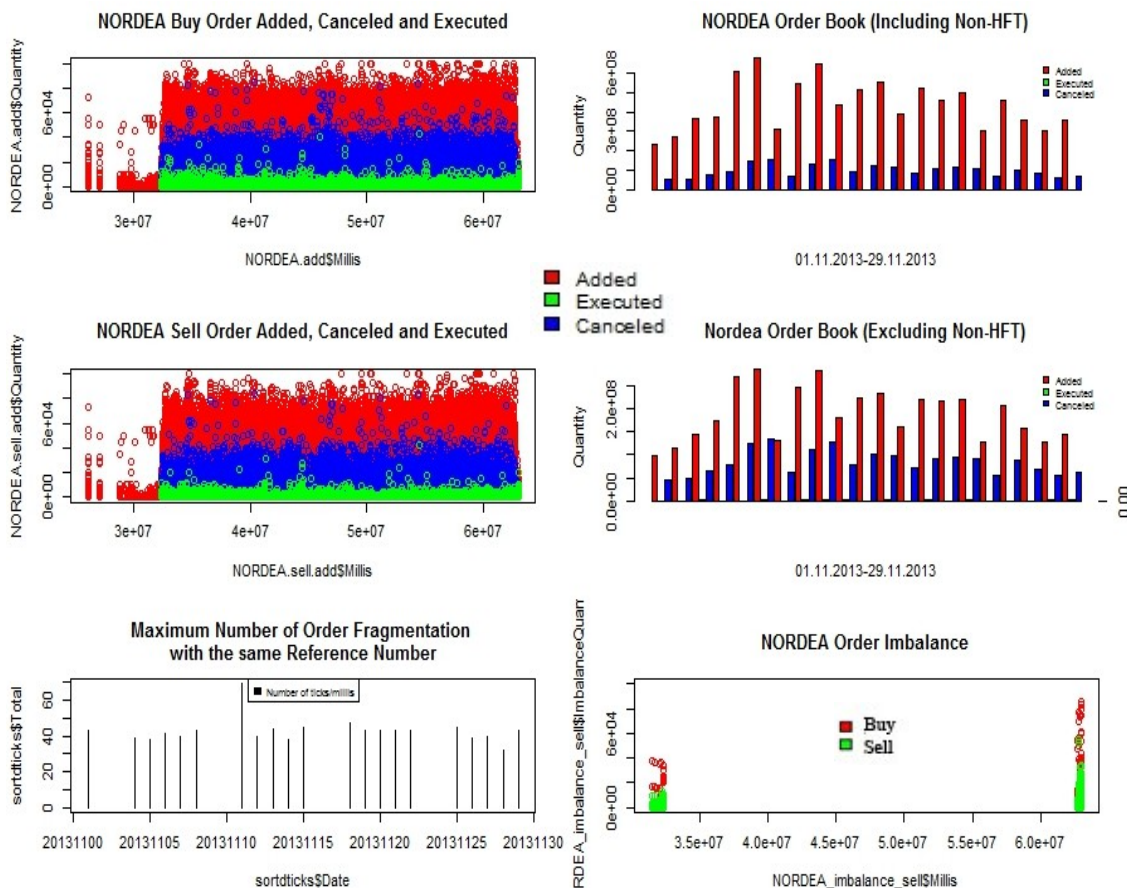 NORDEA Buy Order Added, Canceled and Executed
NORDEA.add$Quantity
0e+00 6e+04
3e+07 4e+07 5e+07 6e+07
NORDEA.add$Millis
NORDEA Order Book (Including Non-HFT)
Quantity
0e+00 3e+08 6e+08
Added
Executed
Canceled
01.11.2013-29.11.2013
Added
Executed
Canceled
NORDEA Sell Order Added, Canceled and Executed
NORDEA.sell.add$Quantity
0e+00 6e+04
3e+07 4e+07 5e+07 6e+07
NORDEA.sell.add$Millis
Nordea Order Book (Excluding Non-HFT)
Quantity
0.0e+00 2.0e+08
Added
Executed
Canceled
01.11.2013-29.11.2013
0.00
Maximum Number of Order Fragmentation
with the same Reference Number
sortdticks$Total
0 20 40 60
Number of ticks/millis
20131100 20131105 20131110 20131115 20131120 20131125 20131130
sortdticks$Date
NORDEA Order Imbalance
RDEA_imbalance_sell$ImbalanceQuan
0e+00 6e+04
Buy
Sell
3.5e+07 4.0e+07 4.5e+07 5.0e+07 5.5e+07 6.0e+07
NORDEA_imbalance_sell$Millis